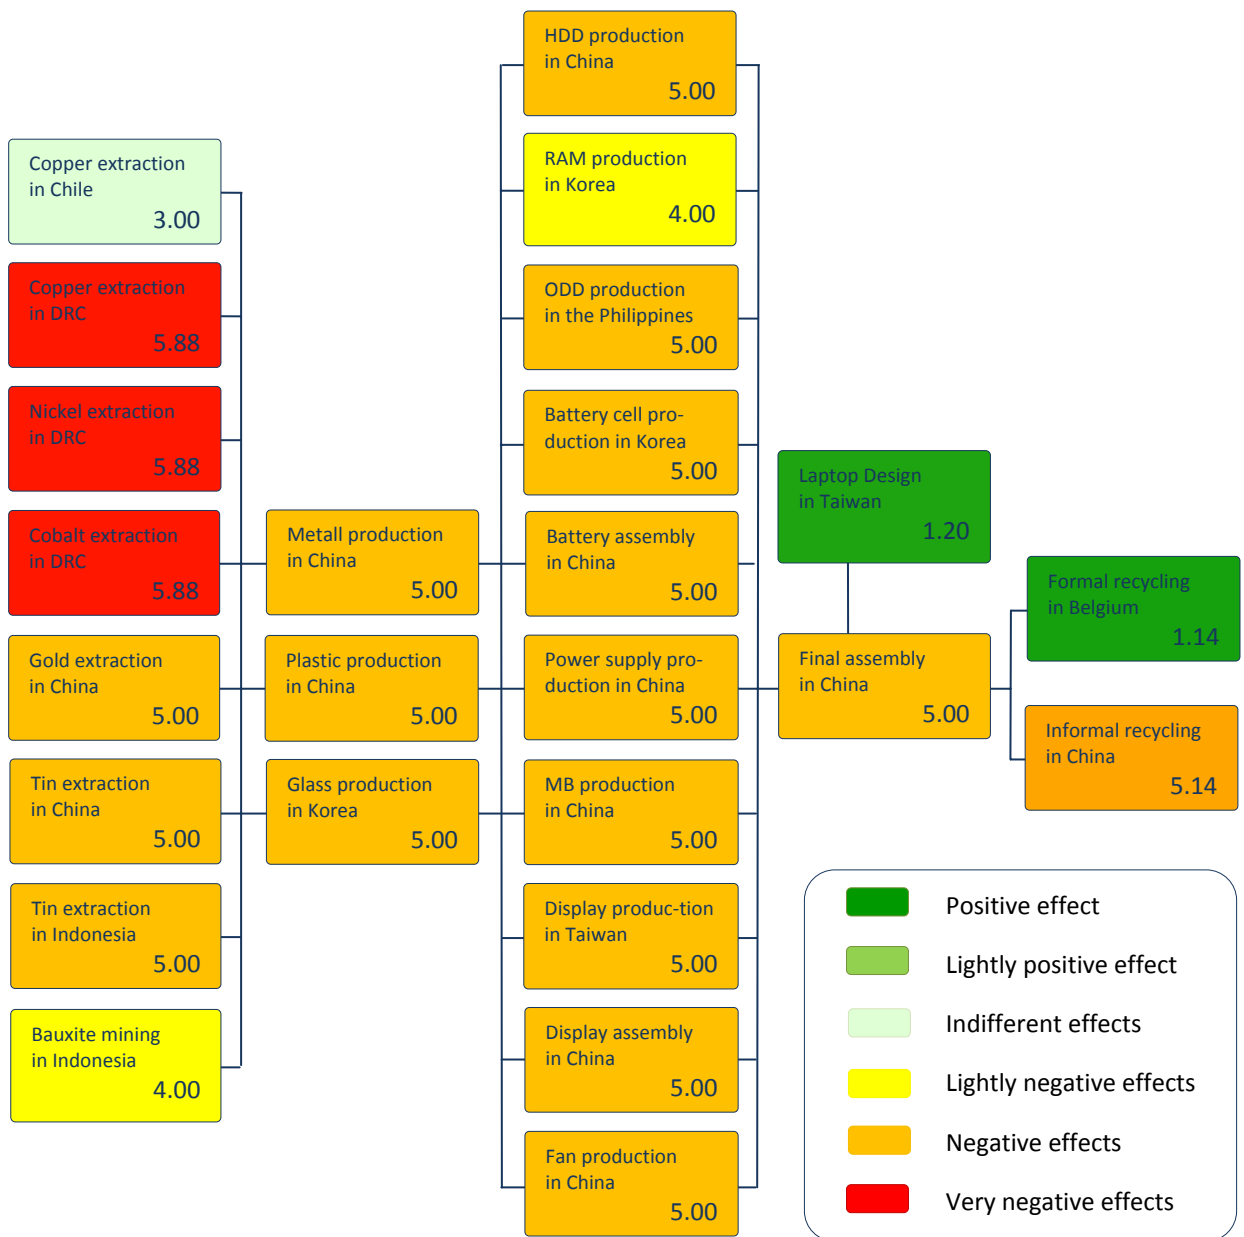 Copper extraction
in Chile
3.00
Copper extraction
in DRC
5.88
Nickel extraction
in DRC
5.88
Cobalt extraction
in DRC
5.88
Gold extraction
in China
5.00
Tin extraction
in China
5.00
Tin extraction
in Indonesia
5.00
Bauxite mining
in Indonesia
4.00
Metall production
in China
5.00
Plastic production
in China
5.00
Glass production
in Korea
5.00
HDD production
in China
5.00
RAM production
in Korea
4.00
ODD production
in the Philippines
5.00
Battery cell pro-
duction in Korea
5.00
Battery assembly
in China
5.00
Power supply pro-
duction in China
5.00
MB production
in China
5.00
Display produc-tion
in Taiwan
5.00
Display assembly
in China
5.00
Fan production
in China
5.00
Laptop Design
in Taiwan
1.20
Final assembly
in China
5.00
Formal recycling
in Belgium
1.14
Informal recycling
in China
5.14
Positive effect
Lightly positive effect
Indifferent effects
Lightly negative effects
Negative effects
Very negative effects